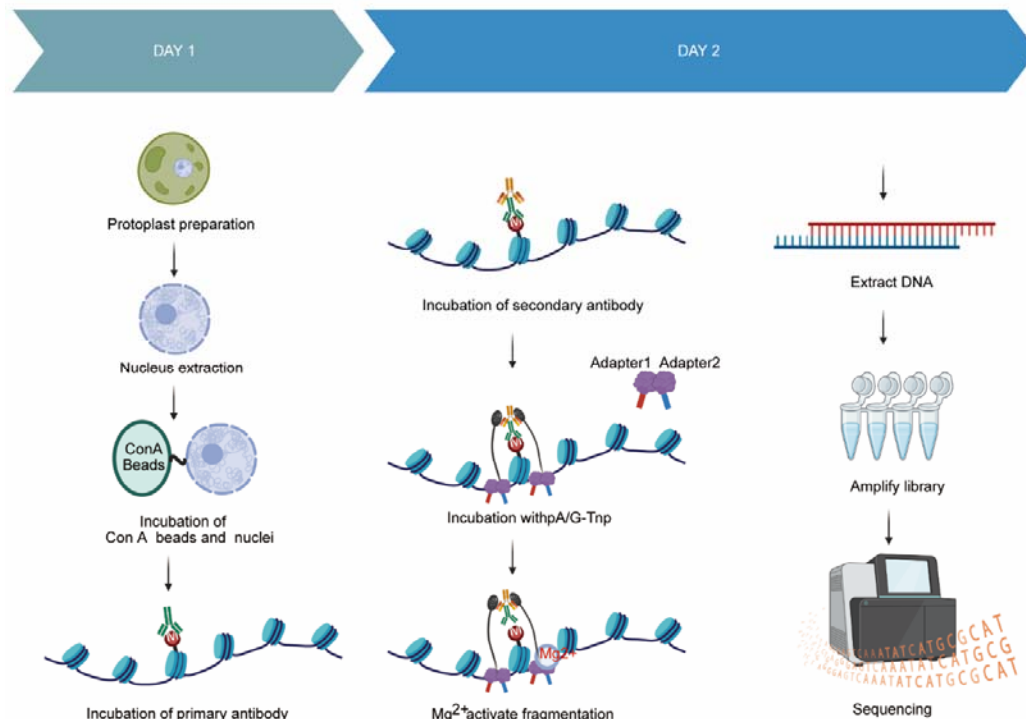 DAY 1
DAY 2
Protoplast preparation
Nucleus extraction
ConA
Beads
Incubation of
Con A beads and nuclei
M
Incubation of primary antibody
M
Incubation of secondary antibody
Adapter1 Adapter2
M
Incubation withpA/G-Tnp
M
Mg2+
Mg2+activate fragmentation
Extract DNA
Amplify library
Sequencing